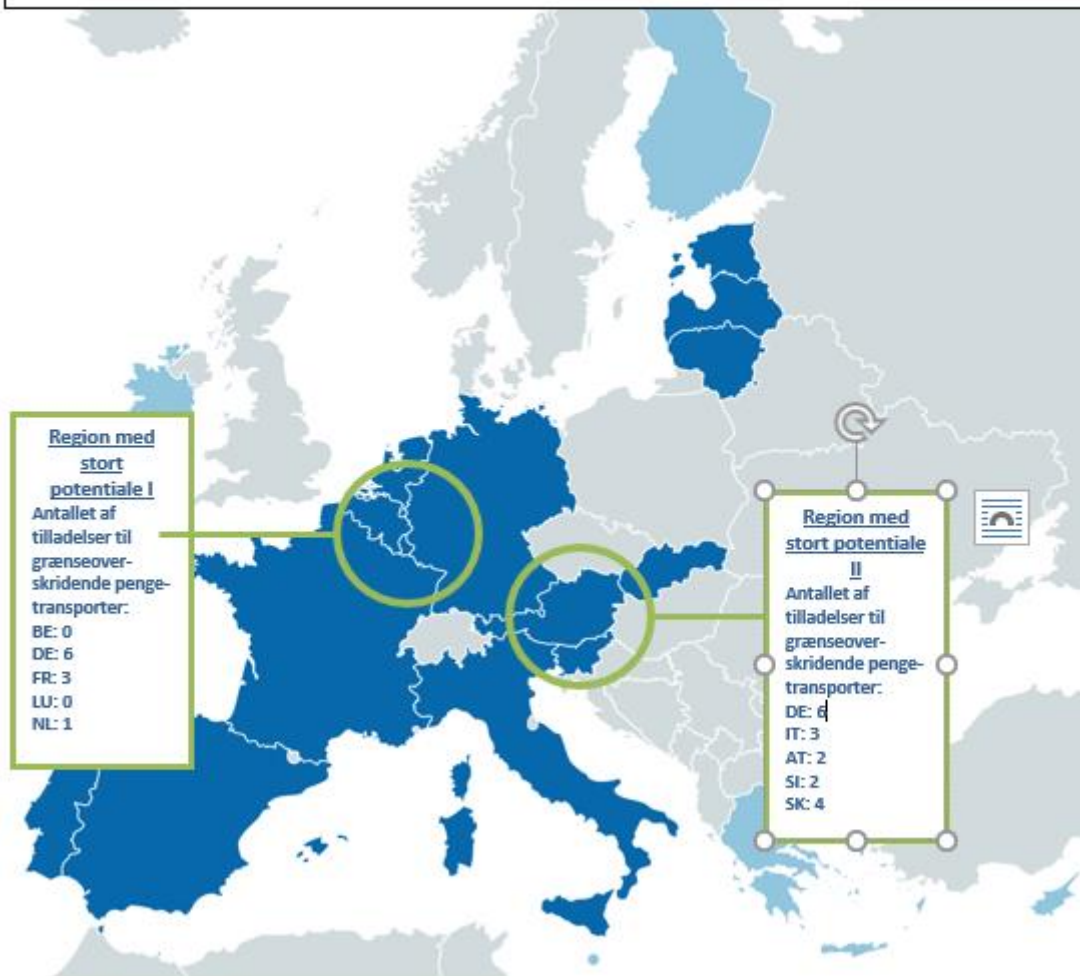 Region med
stort
potentiale I
Antallet af
tilladelser til
grænseover-
skridende penge-
transporter:
BE: 0
DE: 6
FR: 3
LU: 0
NL: 1
Region med
stort potentiale
II
Antallet af
tilladelser til
grænseover-
skridende penge-
transporter:
DE: 6
IT: 3
AT: 2
SI: 2
SK: 4